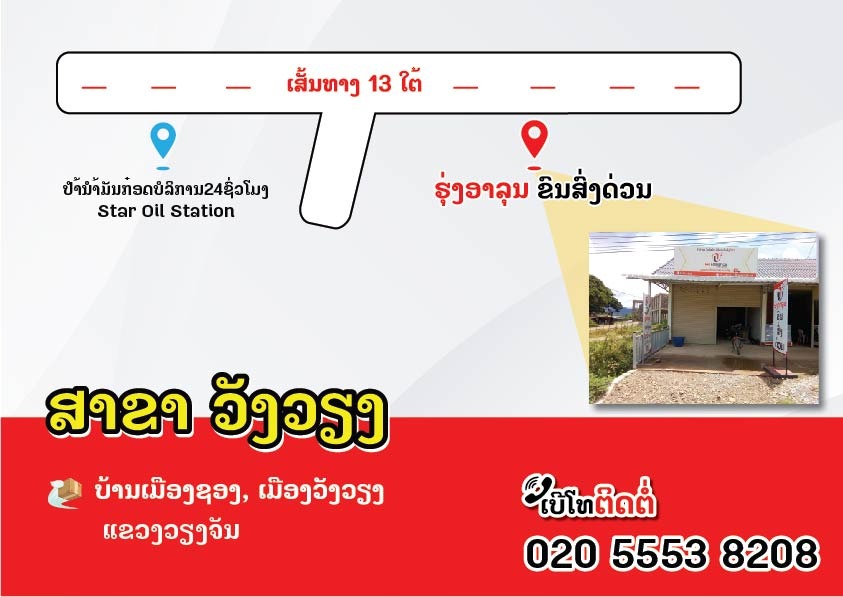 ເສັ້ນທາງ 13 ໃຕ້
ປໍ້ານໍ້າມັນກ໋ອດບໍລິການ24ຊົ່ວໂມງ
Star Oil Station
ຮຸ່ງອາລຸນ ຂົນສົ່ງດ່ວນ
ສາຂາ ວັງວຽງ
ບ້ານເມືອງຊອງ, ເມືອງວັງວຽງ
ແຂວງວຽງຈັນ
ເບີໂທຕິດຕໍ່
020 5553 8208